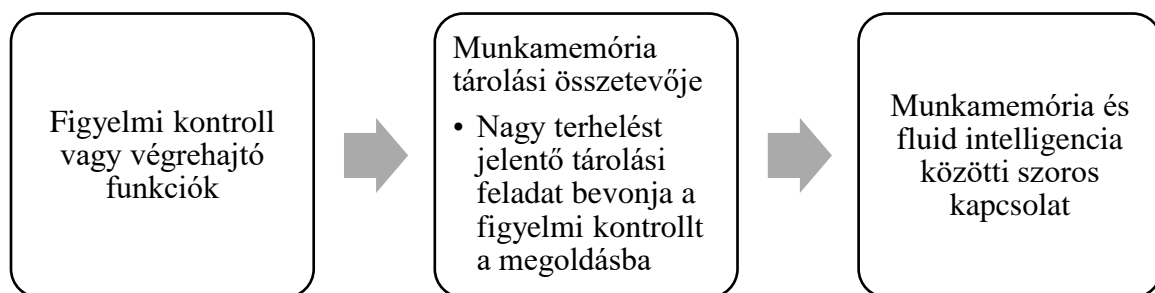 Figyelmi kontroll
vagy végrehajtó
funkciók
Munkamemória
tárolási összetevője
• Nagy terhelést
jelentő tárolási
feladat bevonja a
figyelmi kontrollt
a megoldásba
Munkamemória és
fluid intelligencia
közötti szoros
kapcsolat